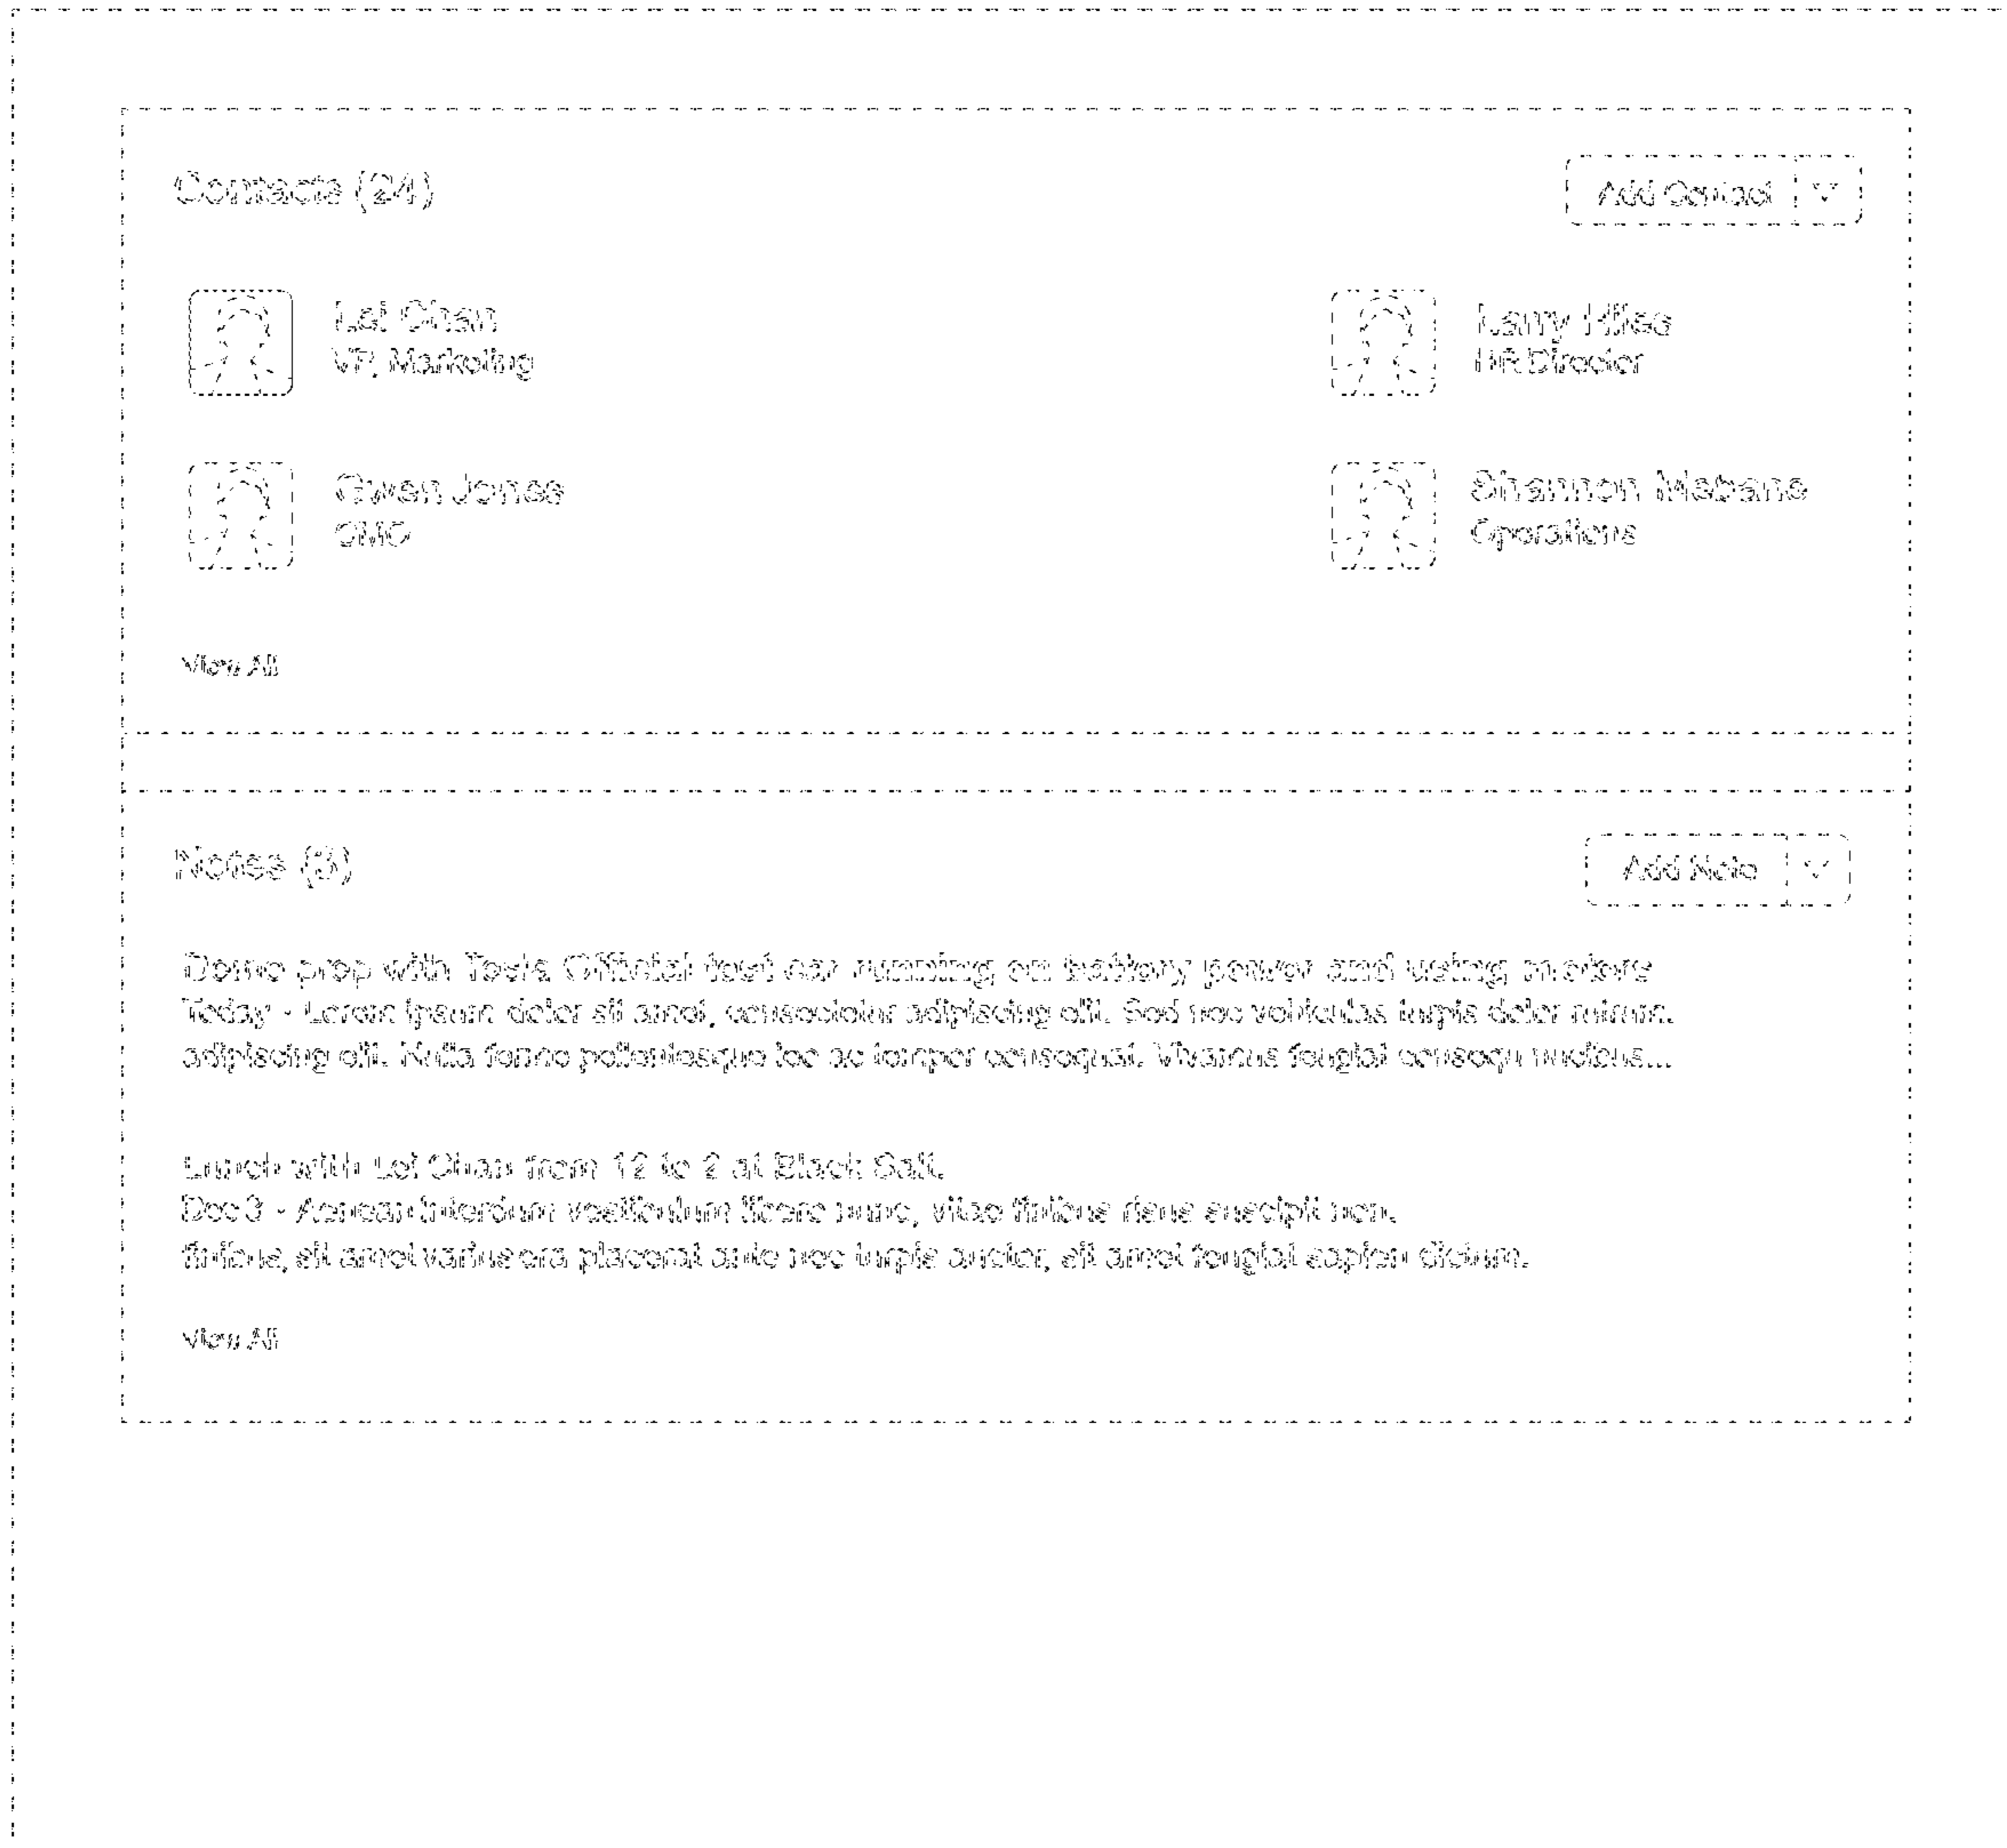 Contacts (24)
Add Contact
Lei Chan
VP, Marketing
Larry Hiles
HR Director
Gwen Jones
CMO
Shannon Mebane
Operations
View All
Notes (3)
Add Note
Demo prep with Tesla Official test car running on battery power and using motors
Today - Lorem ipsum dolor sit amet, consectetur adipiscing elit. Sed nec vehiculas turpis dolor rutrum.
adipiscing elit. Nulla fermo pellentesque leo ac tempor consequat. Vivamus feugiat consequ mucibus...
Lunch with Lei Chan from 12 to 2 at Black Salt.
Dec 3 - Aenean interdum vestibulum libero nunc, vitae finibus risus suscipit non.
finibus, sit amet varius era placerat ante nec turpis auctor, sit amet feugiat sapien dictum.
View All